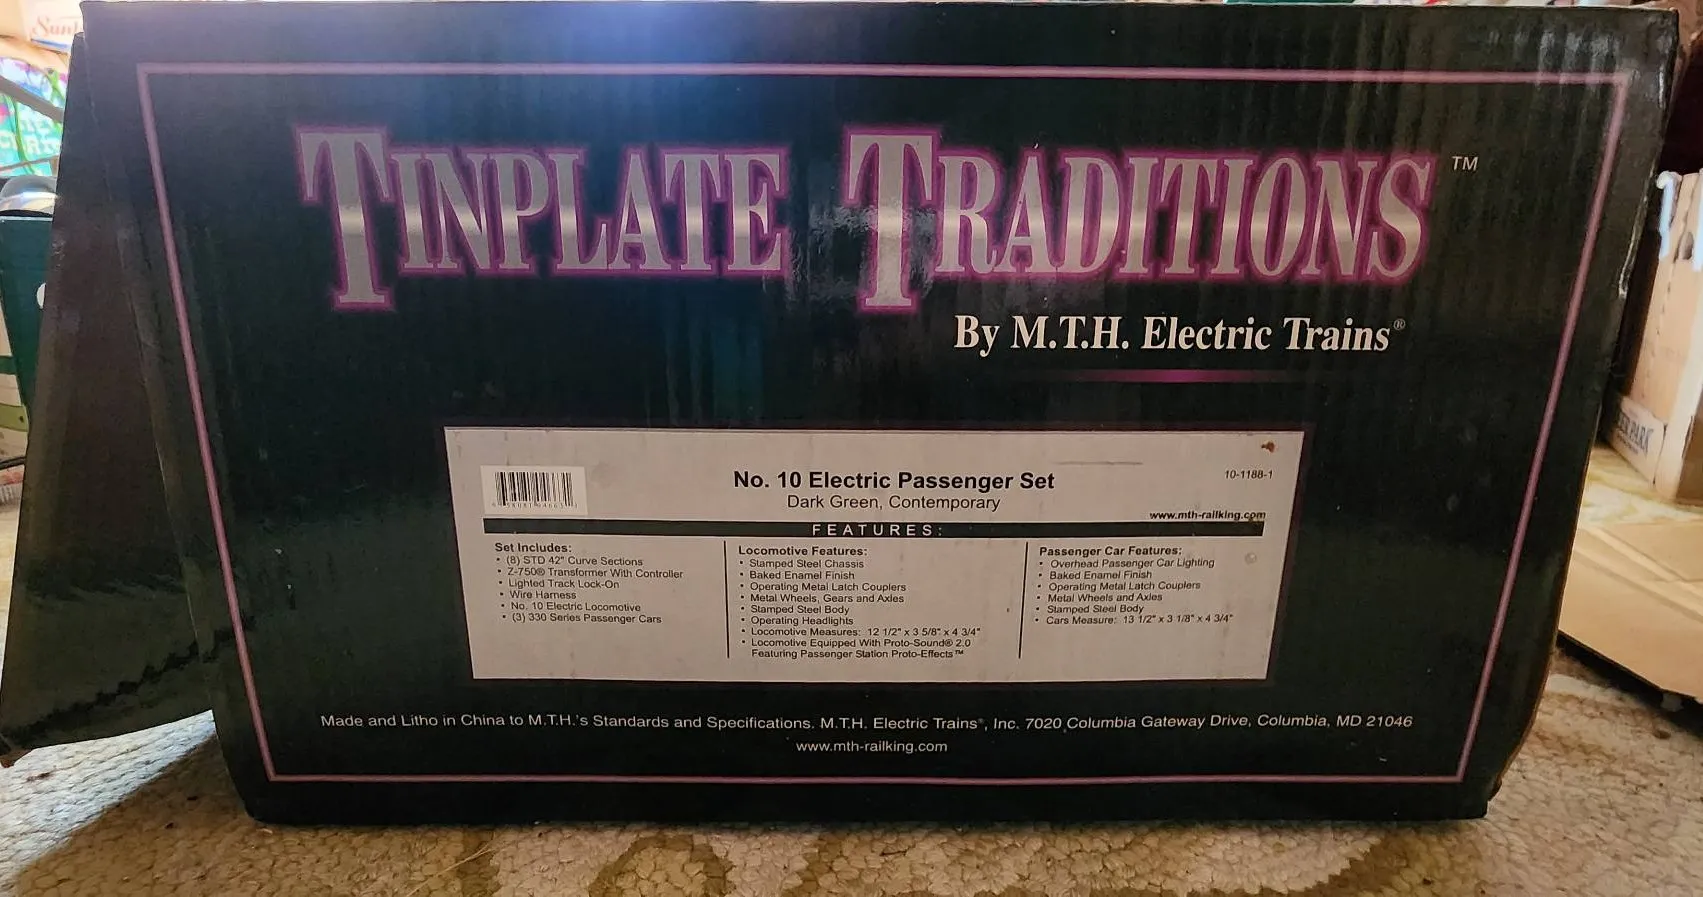 TINPLATE TRADITIONS™
By M.T.H. Electric Trains®
No. 10 Electric Passenger Set
10-1188-1
Dark Green, Contemporary
www.mth-railking.com
FEATURES:
Set Includes:
• (8) STD 42" Curve Sections
• Z-750® Transformer With Controller
• Lighted Track Lock-On
• Wire Harness
• No. 10 Electric Locomotive
• (3) 330 Series Passenger Cars
Locomotive Features:
• Stamped Steel Chassis
• Baked Enamel Finish
• Operating Metal Latch Couplers
• Metal Wheels, Gears and Axles
• Stamped Steel Body
• Operating Headlights
• Locomotive Measures: 12 1/2" x 3 5/8" x 4 3/4"
• Locomotive Equipped With Proto-Sound® 2.0
Featuring Passenger Station Proto-Effects™
Passenger Car Features:
• Overhead Passenger Car Lighting
• Baked Enamel Finish
• Operating Metal Latch Couplers
• Metal Wheels and Axles
• Stamped Steel Body
• Cars Measure: 13 1/2" x 3 1/8" x 4 3/4"
Made and Litho in China to M.T.H.'s Standards and Specifications. M.T.H. Electric Trains®, Inc. 7020 Columbia Gateway Drive, Columbia, MD 21046
www.mth-railking.com